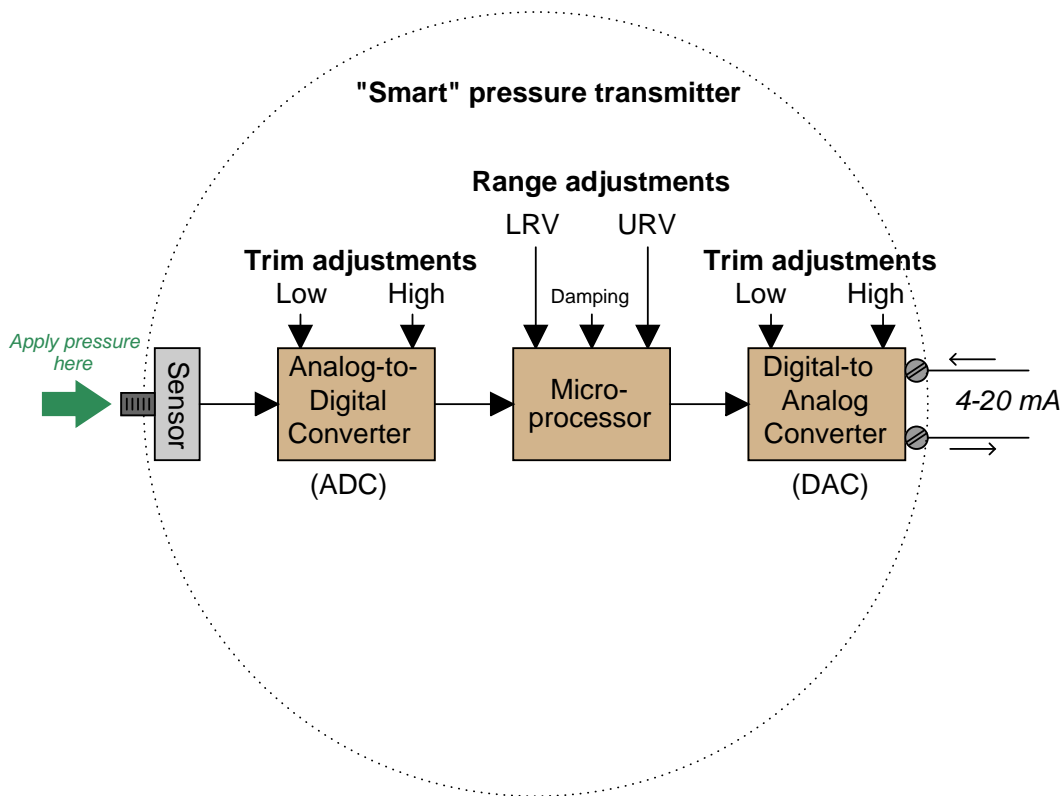 "Smart" pressure transmitter
Range adjustments
LRV URV
Trim adjustments
Low High
Damping
Trim adjustments
Low High
Apply pressure
here
Sensor
Analog-to-
Digital
Converter
(ADC)
Micro-
processor
Digital-to
Analog
Converter
(DAC)
4-20 mA